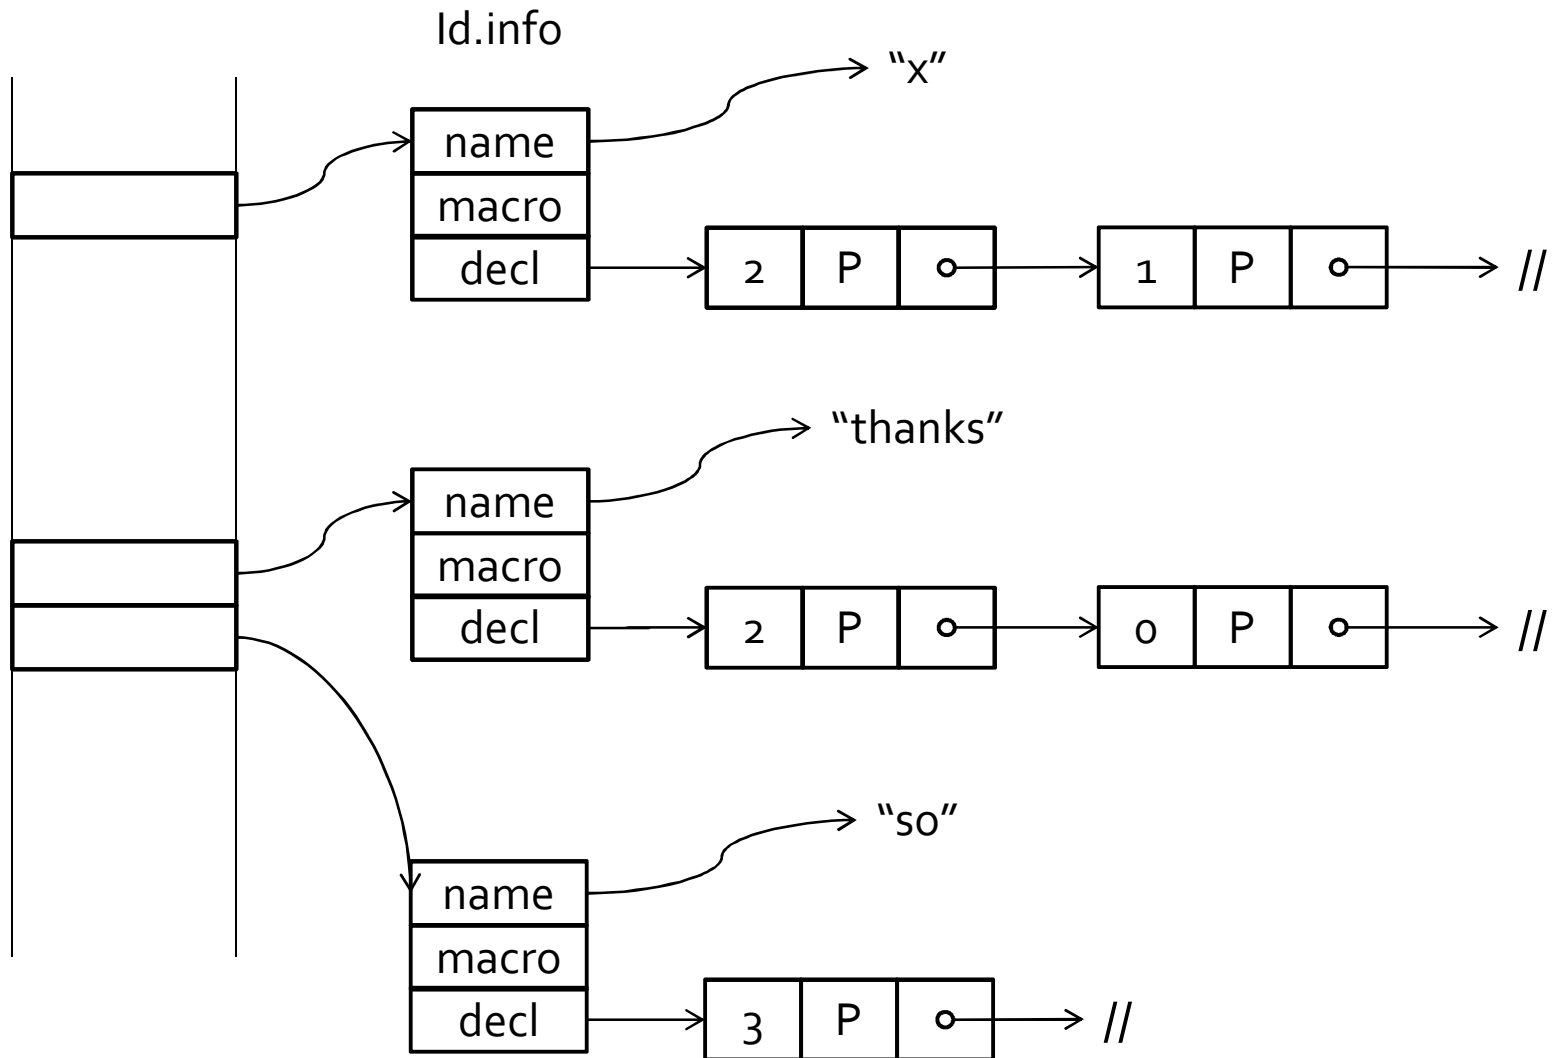 Id.info
“x”
name
macro
decl
2 P
1 P
//
“thanks”
name
macro
decl
2 P
0 P
//
“so”
name
macro
decl
3 P
//